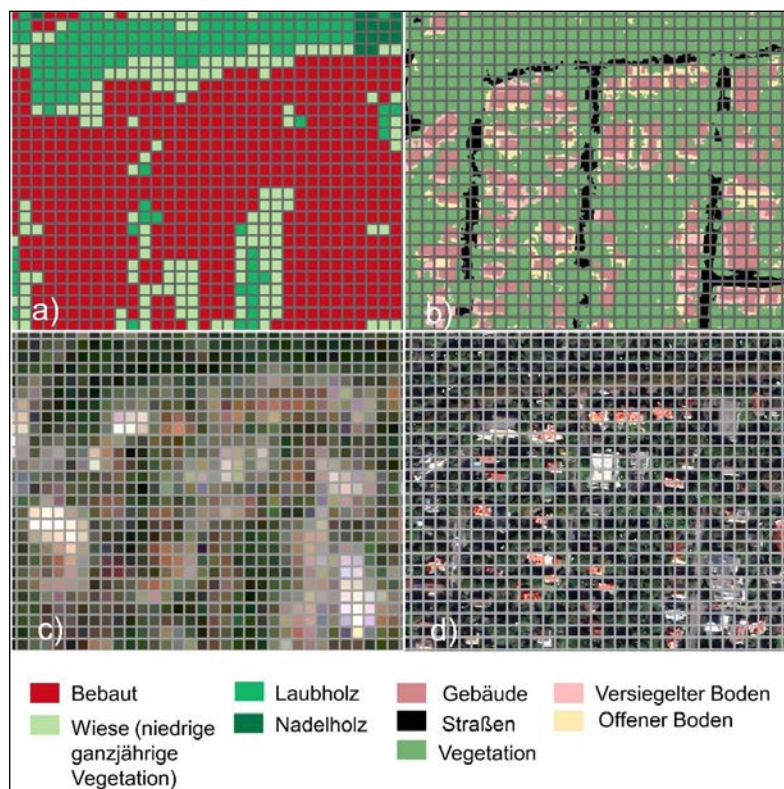 a)
b)
c)
d)
Bebaut
Laubholz
Gebäude
Versiegelter Boden
Wiese (niedrige
ganzjährige
Vegetation)
Nadelholz
Straßen
Offener Boden
Vegetation